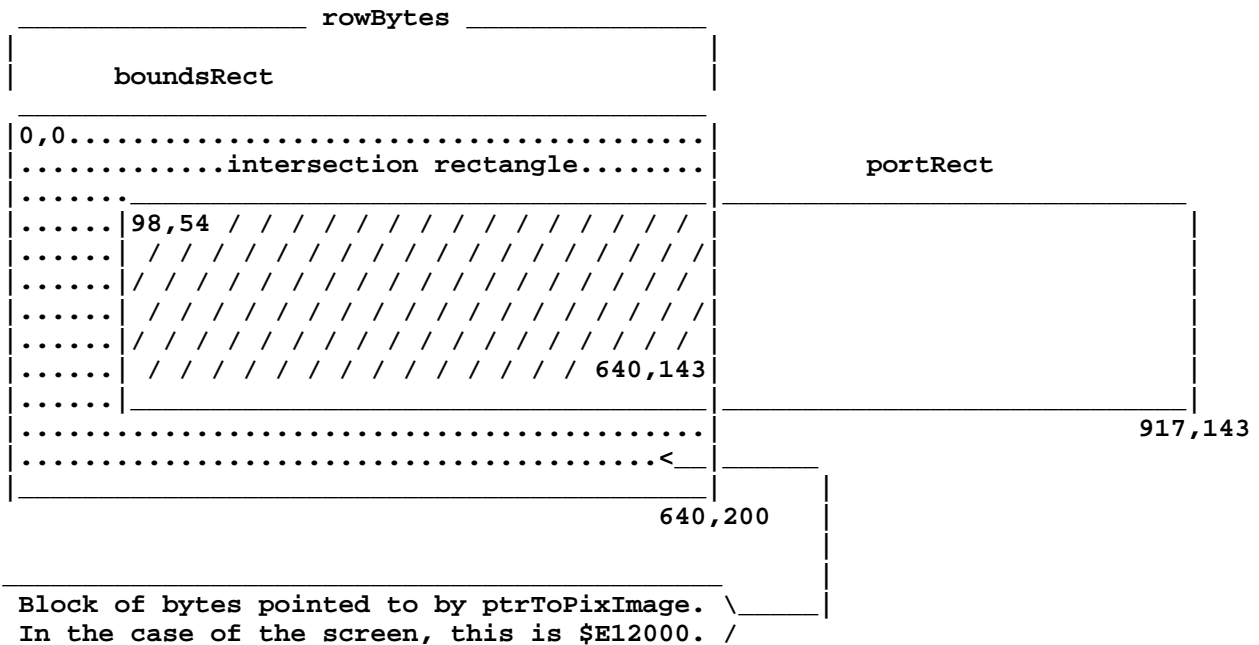 rowBytes
boundsRect
0,0
intersection rectangle
portRect
98,54
640,143
917,143
640,200
Block of bytes pointed to by ptrToPixImage.
In the case of the screen, this is $E12000.